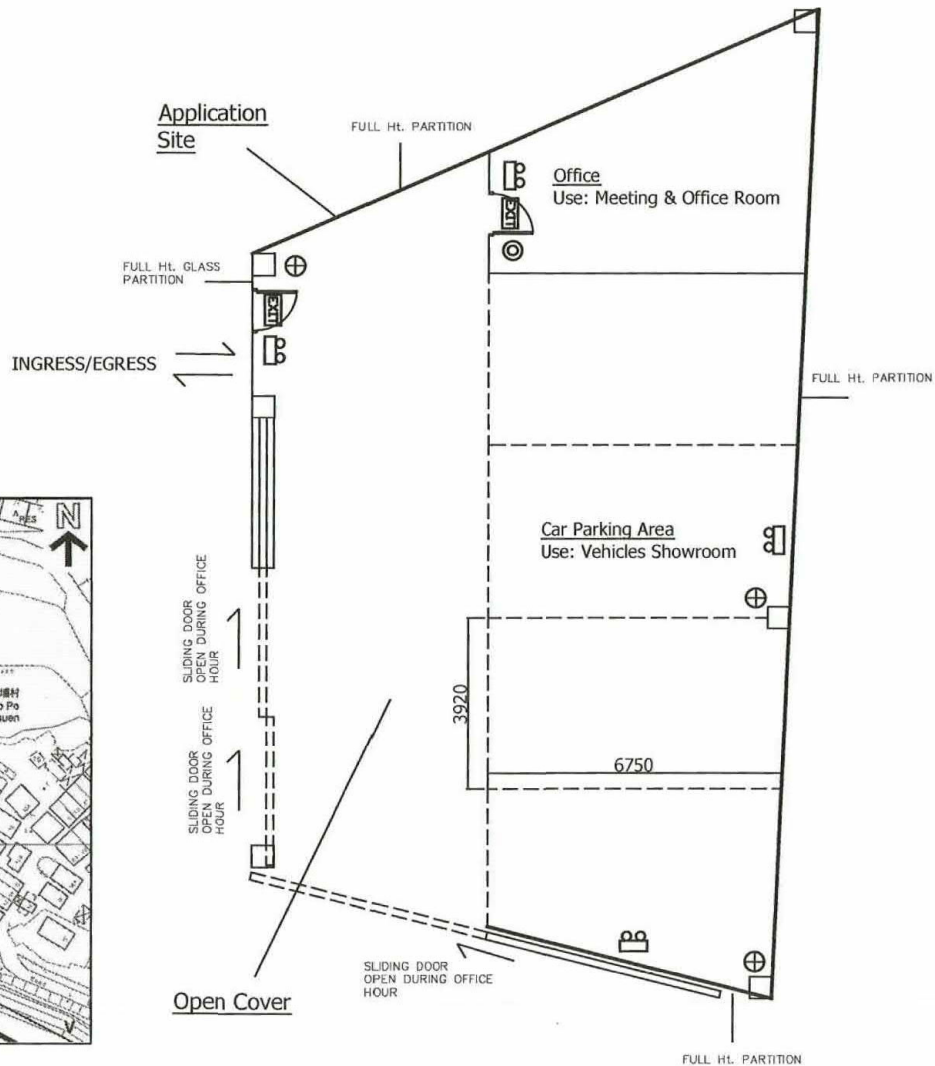 Application
Site
FULL Ht. PARTITION
Office
Use: Meeting & Office Room
EXIT
FULL Ht. GLASS
PARTITION
EXIT
INGRESS/EGRESS
FULL Ht. PARTITION
N
Car Parking Area
Use: Vehicles Showroom
SLIDING DOOR
OPEN DURING OFFICE
HOUR
3920
6750
SLIDING DOOR
OPEN DURING OFFICE
HOUR
SLIDING DOOR
OPEN DURING OFFICE
HOUR
Open Cover
FULL Ht. PARTITION